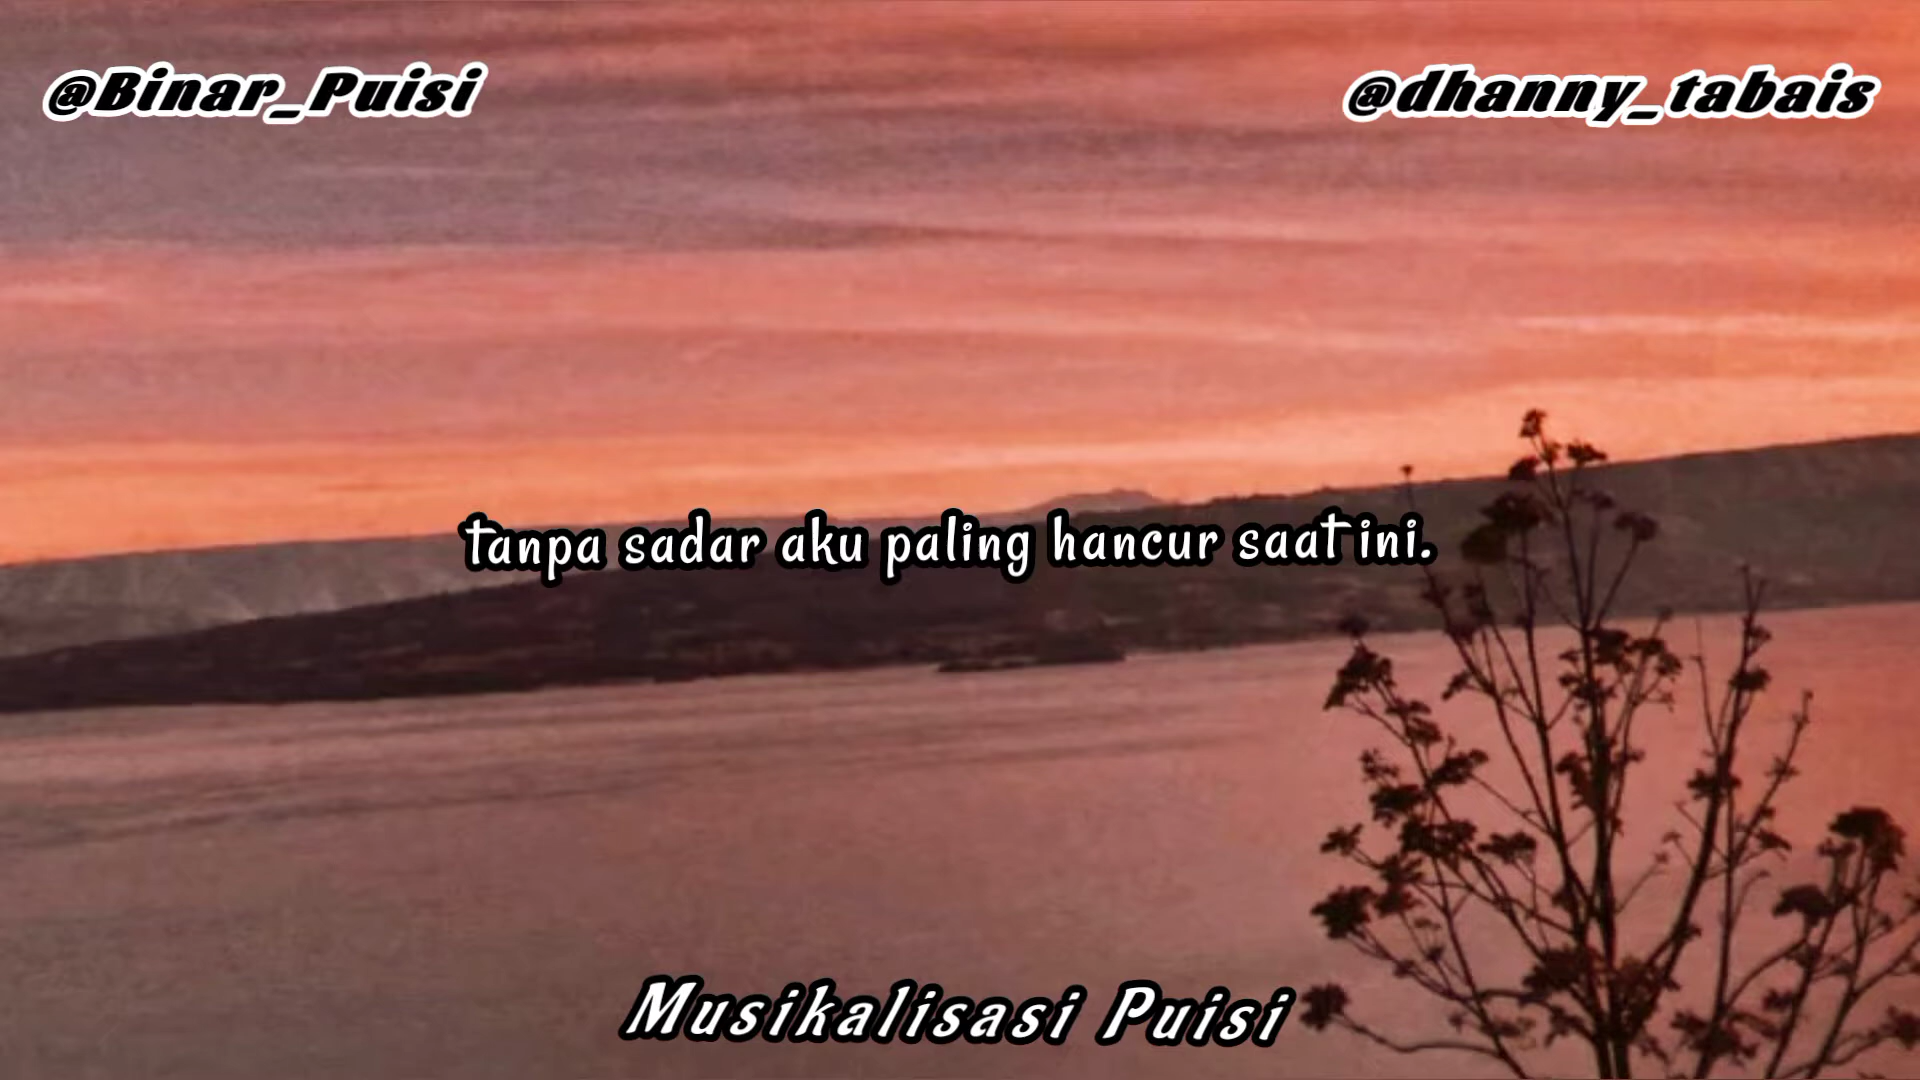 @Binar_Puisi
@dhanny_tabais
tanpa sadar aku paling hancur saat ini.
Musikalisasi Puisi